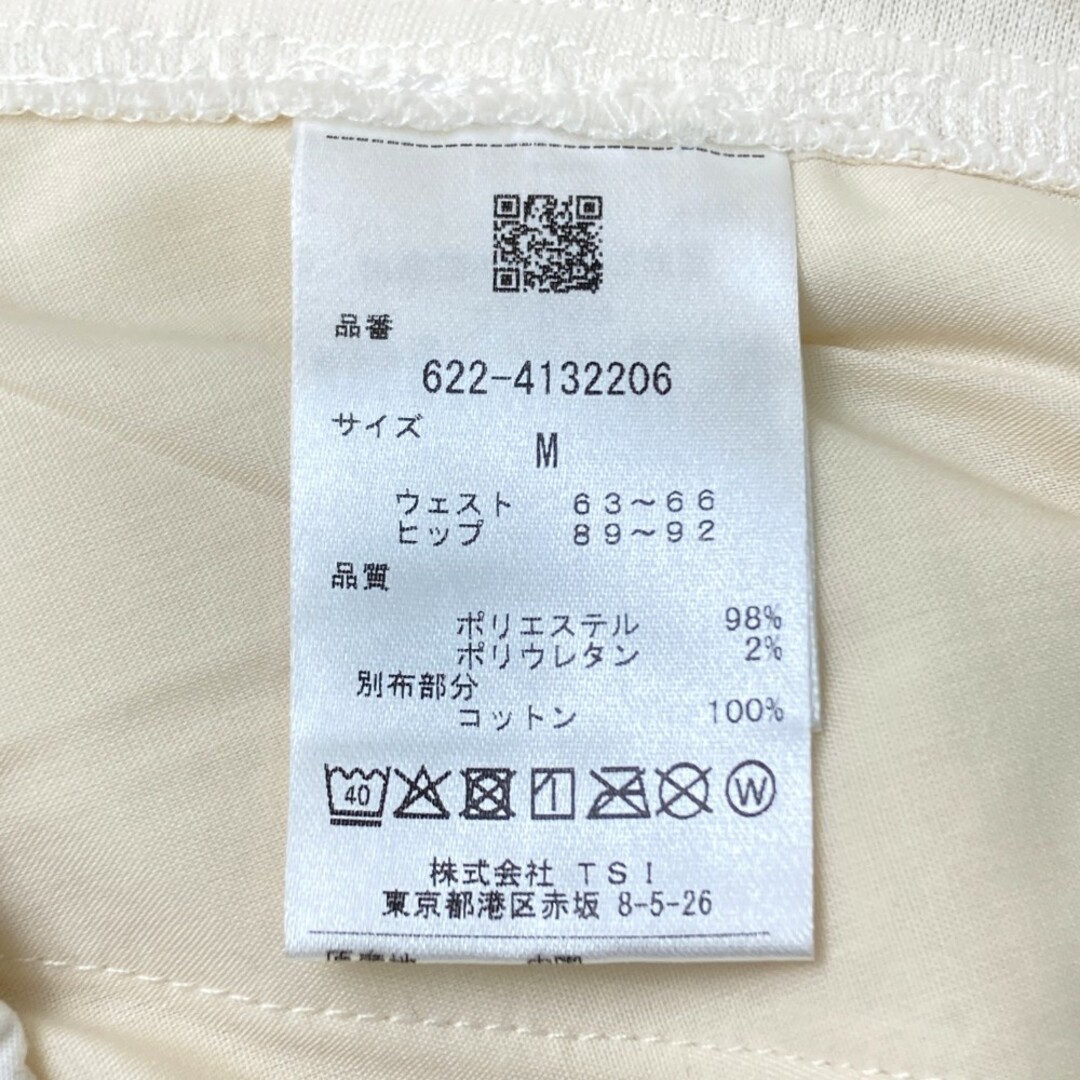 品番
622-4132206
サイズ
M
ウェスト 63～66
ヒップ 89～92
品質
ポリエステル 98%
ポリウレタン 2%
別布部分
コットン 100%
40 W
株式会社 TSI
東京都港区赤坂 8-5-26